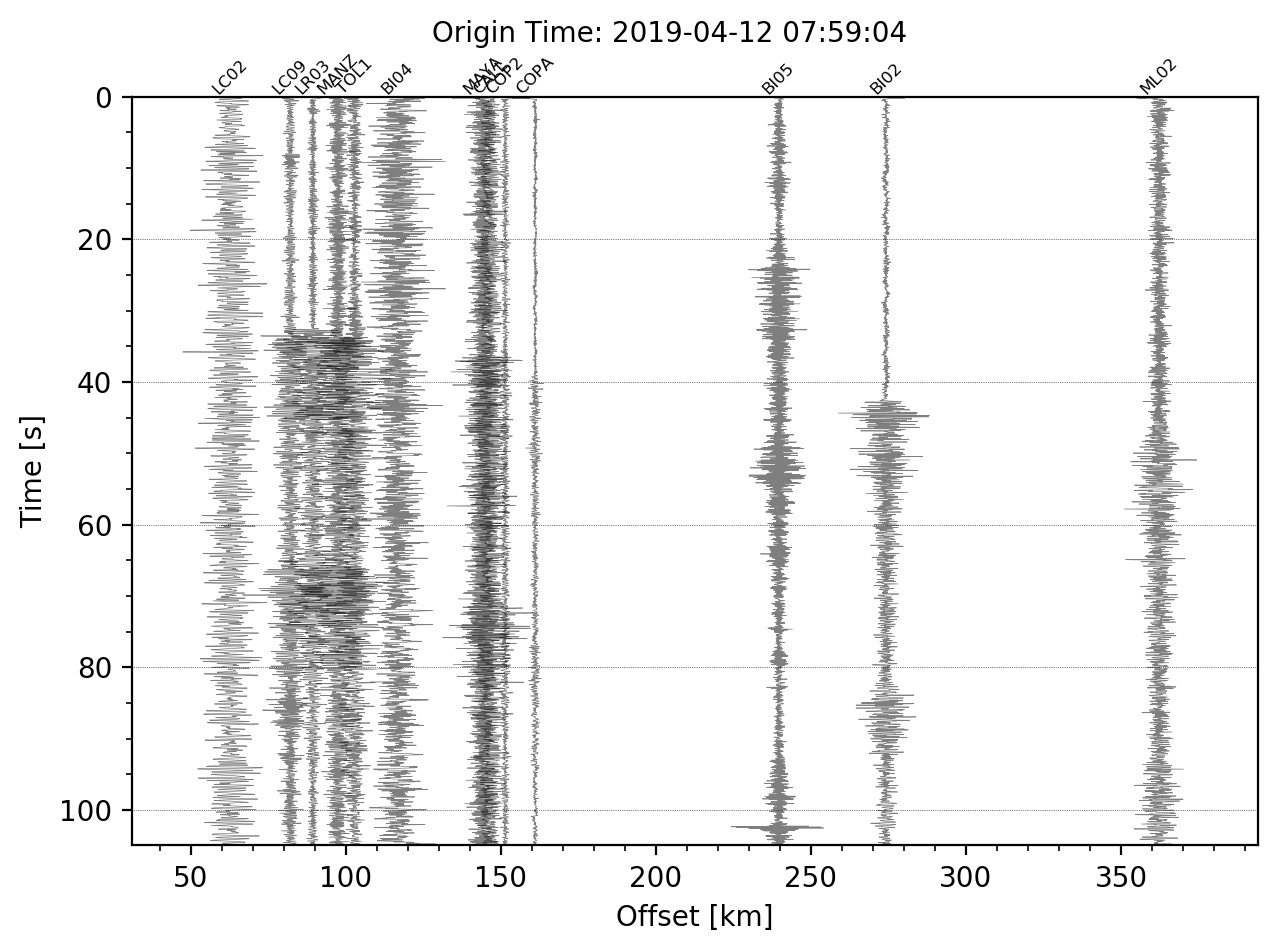 Origin Time: 2019-04-12 07:59:04
LC02 LC09 LR03 MANZ TOL1 BI04 MAYA COP2 COPA BI05 BI02 ML02
0
20
40
60
80
100
Time [s]
50 100 150 200 250 300 350
Offset [km]